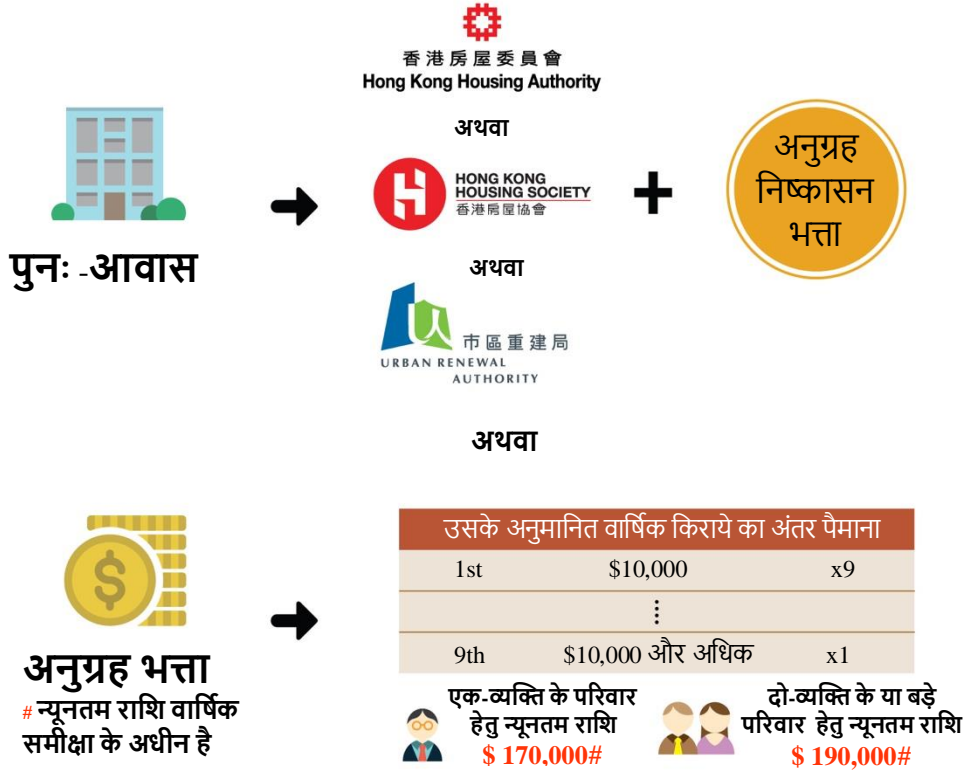 香港房屋委員會
Hong Kong Housing Authority
अथवा
HONG KONG
HOUSING SOCIETY
香港房屋協會
+
अनुग्रह
निष्कासन
भत्ता
पुनः -आवास
अथवा
市區重建局
URBAN RENEWAL
AUTHORITY
अथवा
उसके अनुमानित वार्षिक किराये का अंतर पैमाना
1st $10,000 x9
⋮
9th $10,000 और अधिक x1
$
अनुग्रह भत्ता
# न्यूनतम राशि वार्षिक
समीक्षा के अधीन है
एक-व्यक्ति के परिवार
हेतु न्यूनतम राशि
$ 170,000#
दो-व्यक्ति के या बड़े
परिवार हेतु न्यूनतम राशि
$ 190,000#